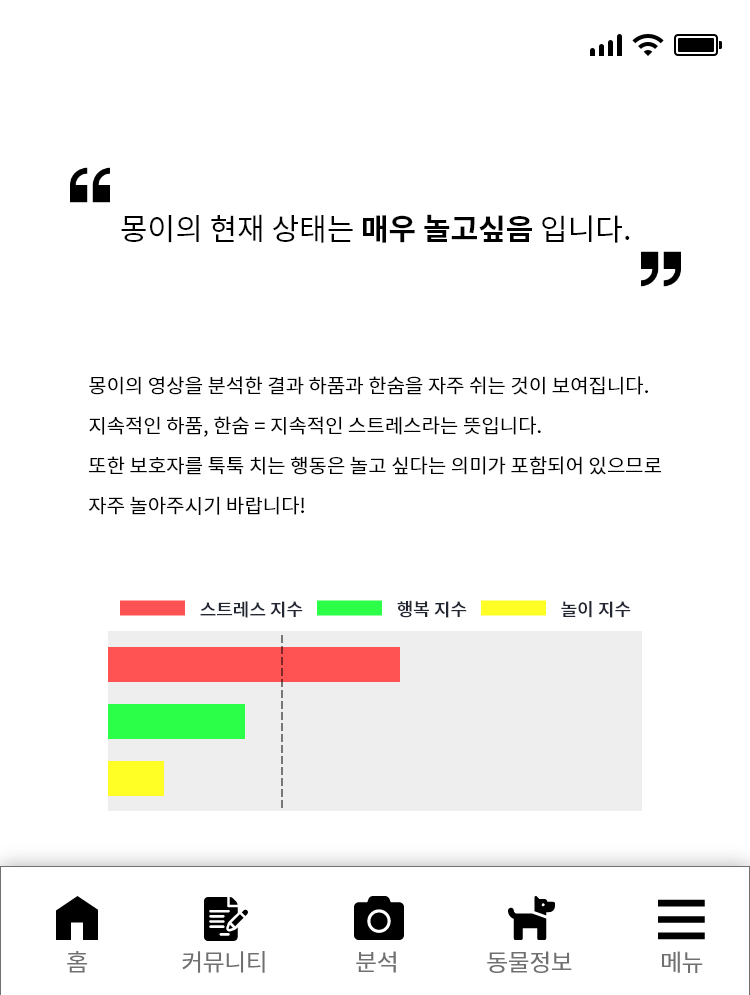 “
몽이의 현재 상태는 매우 놀고싶음 입니다.
”
몽이의 영상을 분석한 결과 하품과 한숨을 자주 쉬는 것이 보여집니다.
지속적인 하품, 한숨 = 지속적인 스트레스라는 뜻입니다.
또한 보호자를 툭툭 치는 행동은 놀고 싶다는 의미가 포함되어 있으므로
자주 놀아주시기 바랍니다!
스트레스 지수 행복 지수 놀이 지수
홈 커뮤니티 분석 동물정보 메뉴